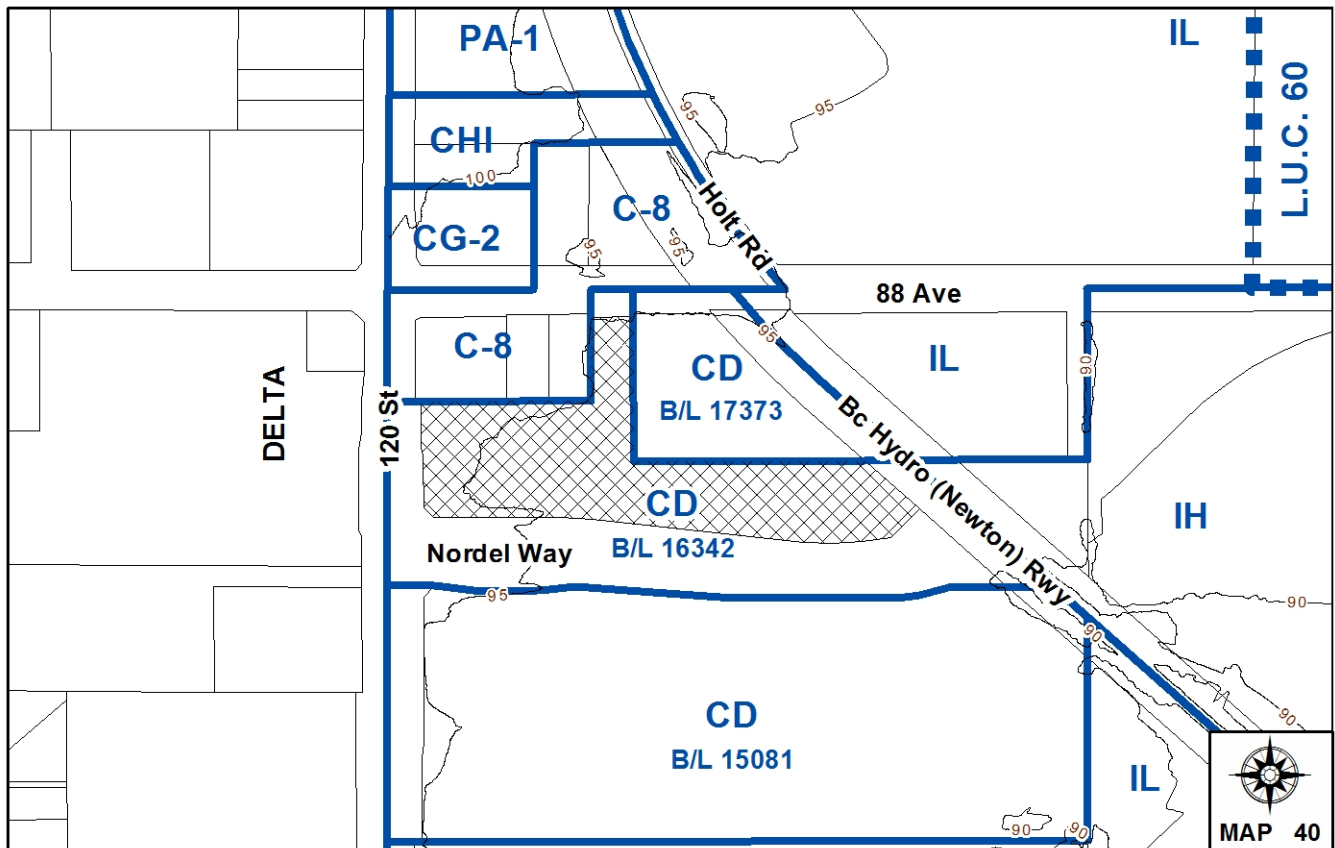 PA-1
IL
L.U.C. 60
95
95
CHI
100
C-8
Holt Rd
CG-2
95
95
88 Ave
C-8
95
CD
B/L 17373
IL
90
DELTA
120 St
Bc Hydro (Newton) Rwy
CD
B/L 16342
IH
Nordel Way
95
90
90
CD
B/L 15081
90
IL
90
90
MAP 40